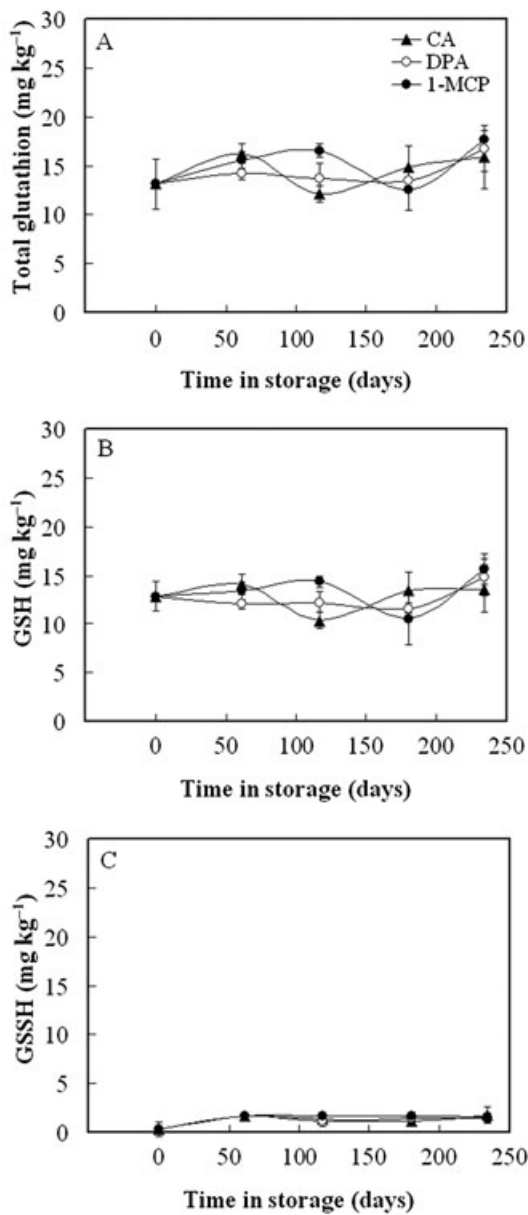 A
CA
DPA
1-MCP
Total glutathion (mg kg⁻¹)
30
25
20
15
10
5
0
0 50 100 150 200 250
Time in storage (days)
B
GSH (mg kg⁻¹)
30
25
20
15
10
5
0
0 50 100 150 200 250
Time in storage (days)
C
GSSH (mg kg⁻¹)
30
25
20
15
10
5
0
0 50 100 150 200 250
Time in storage (days)